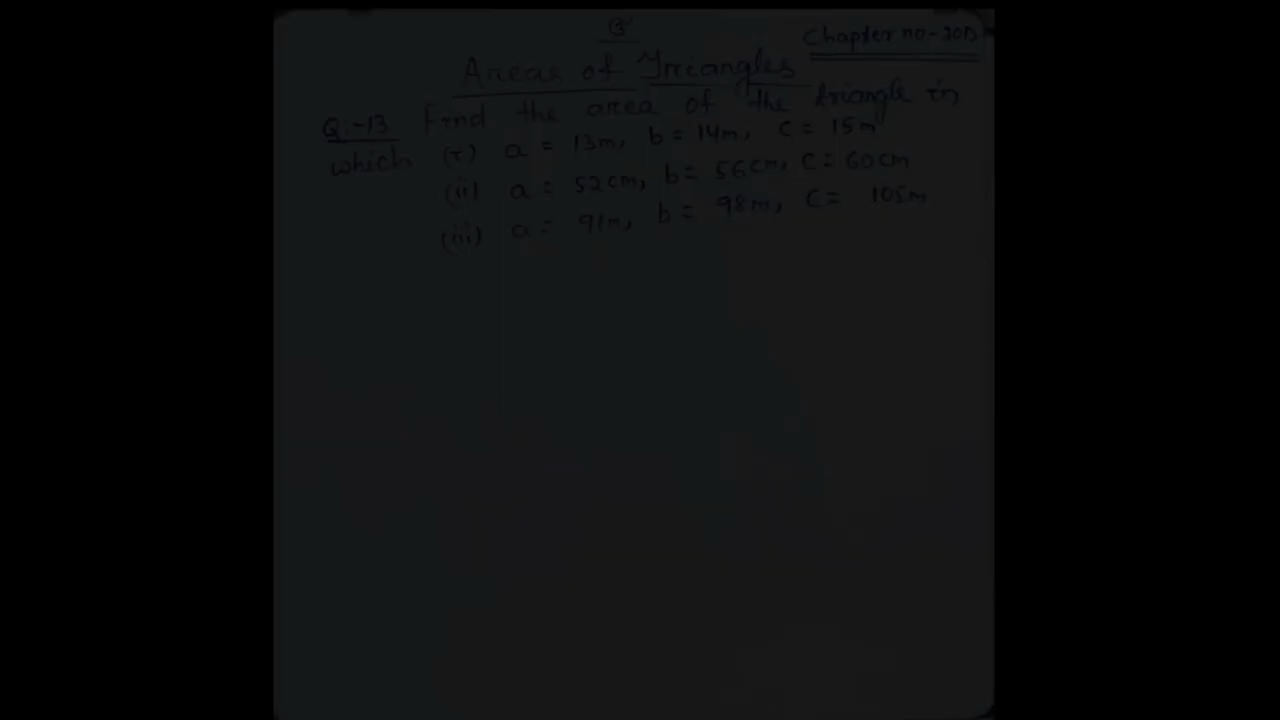 Chapter no-20D
Areas of Triangles
Q:-13 Find the area of the triangle in
which (i) a = 13m, b = 14m, c = 15m
(ii) a = 52cm, b = 56cm, c = 60cm
(iii) a = 91m, b = 98m, c = 105m